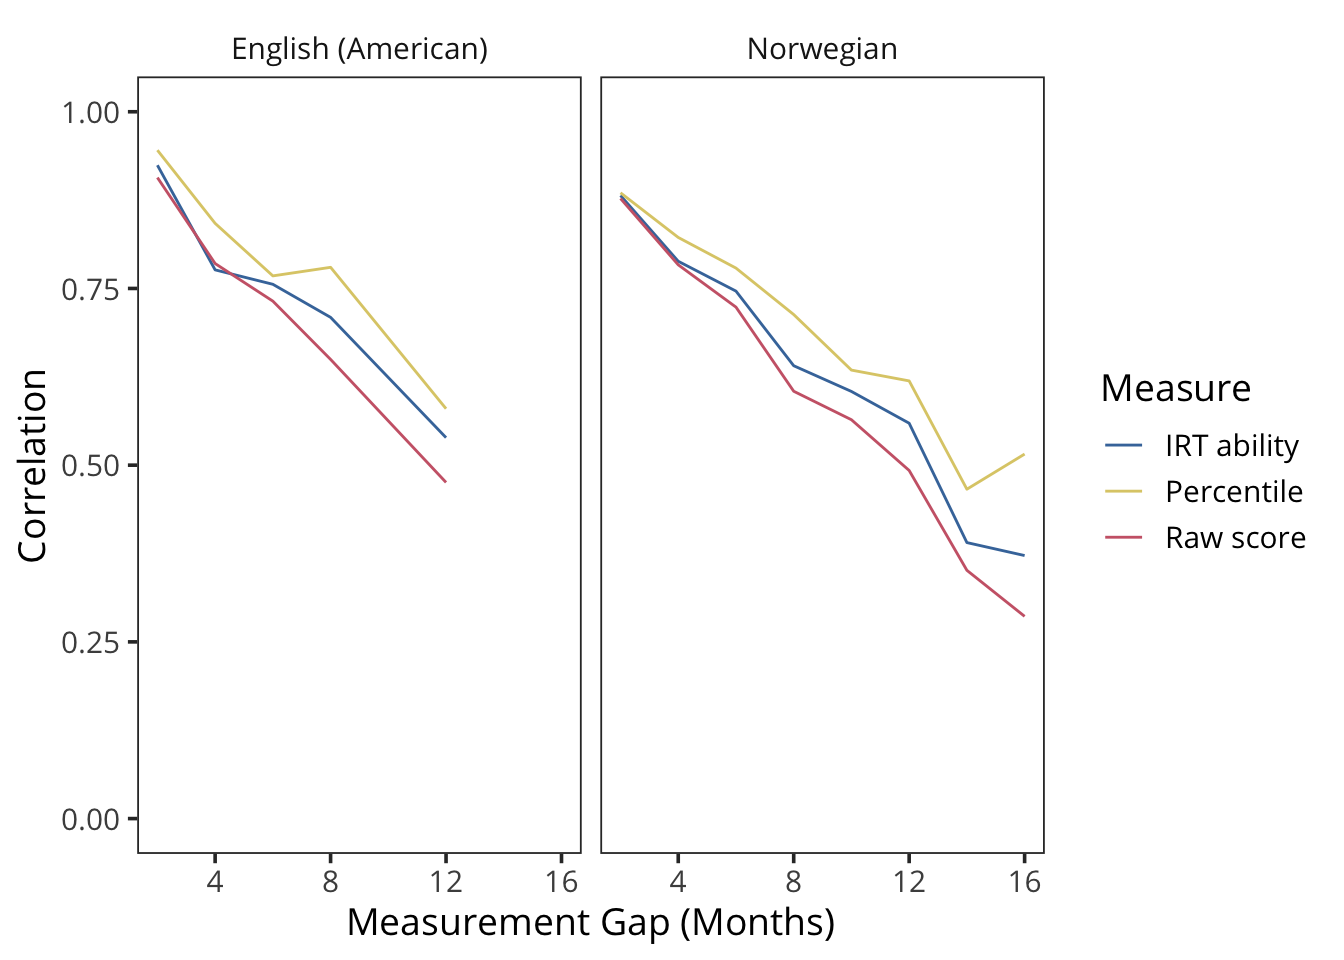 English (American)
Norwegian
1.00
0.75
0.50
0.25
0.00
Correlation
4 8 12 16
4 8 12 16
Measurement Gap (Months)
Measure
IRT ability
Percentile
Raw score